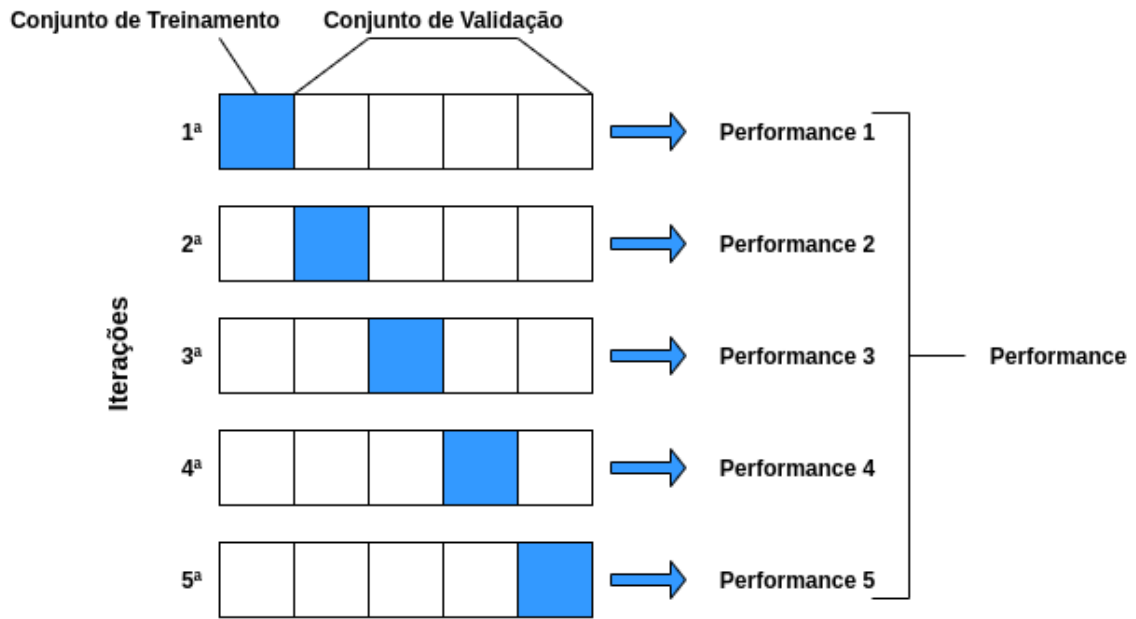 Conjunto de Treinamento
Conjunto de Validação
1ª
Performance 1
2ª
Performance 2
Iterações
3ª
Performance 3
Performance
4ª
Performance 4
5ª
Performance 5